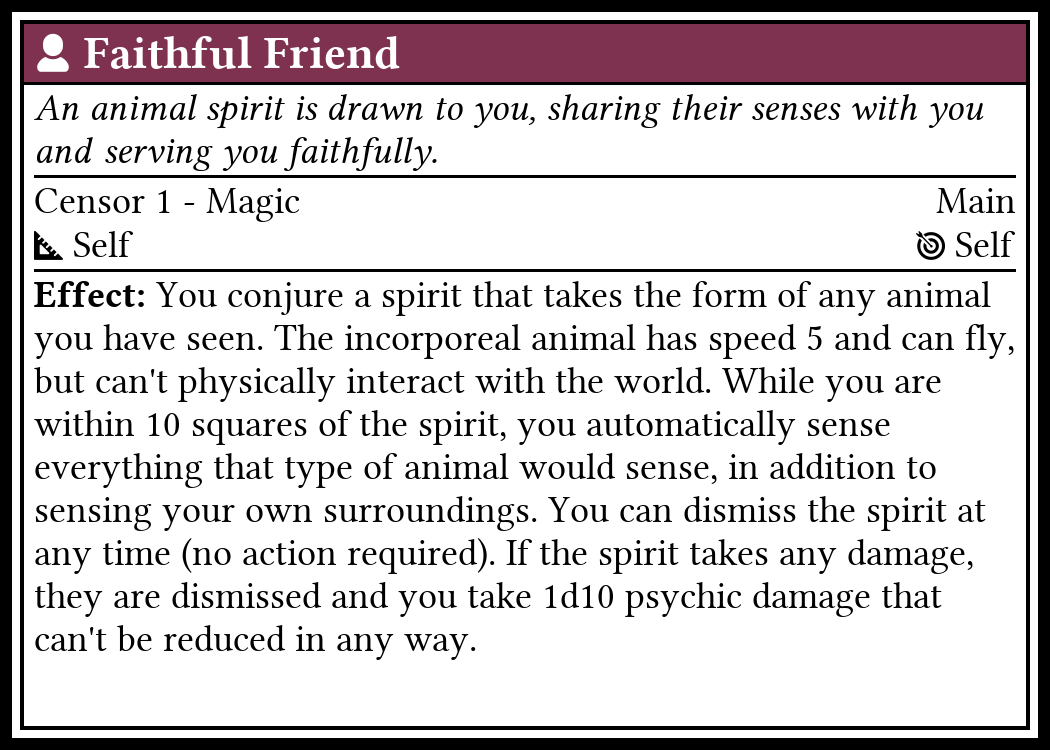 Faithful Friend
An animal spirit is drawn to you, sharing their senses with you
and serving you faithfully.
Censor 1 - Magic Main
Self Self
Effect: You conjure a spirit that takes the form of any animal
you have seen. The incorporeal animal has speed 5 and can fly,
but can't physically interact with the world. While you are
within 10 squares of the spirit, you automatically sense
everything that type of animal would sense, in addition to
sensing your own surroundings. You can dismiss the spirit at
any time (no action required). If the spirit takes any damage,
they are dismissed and you take 1d10 psychic damage that
can't be reduced in any way.